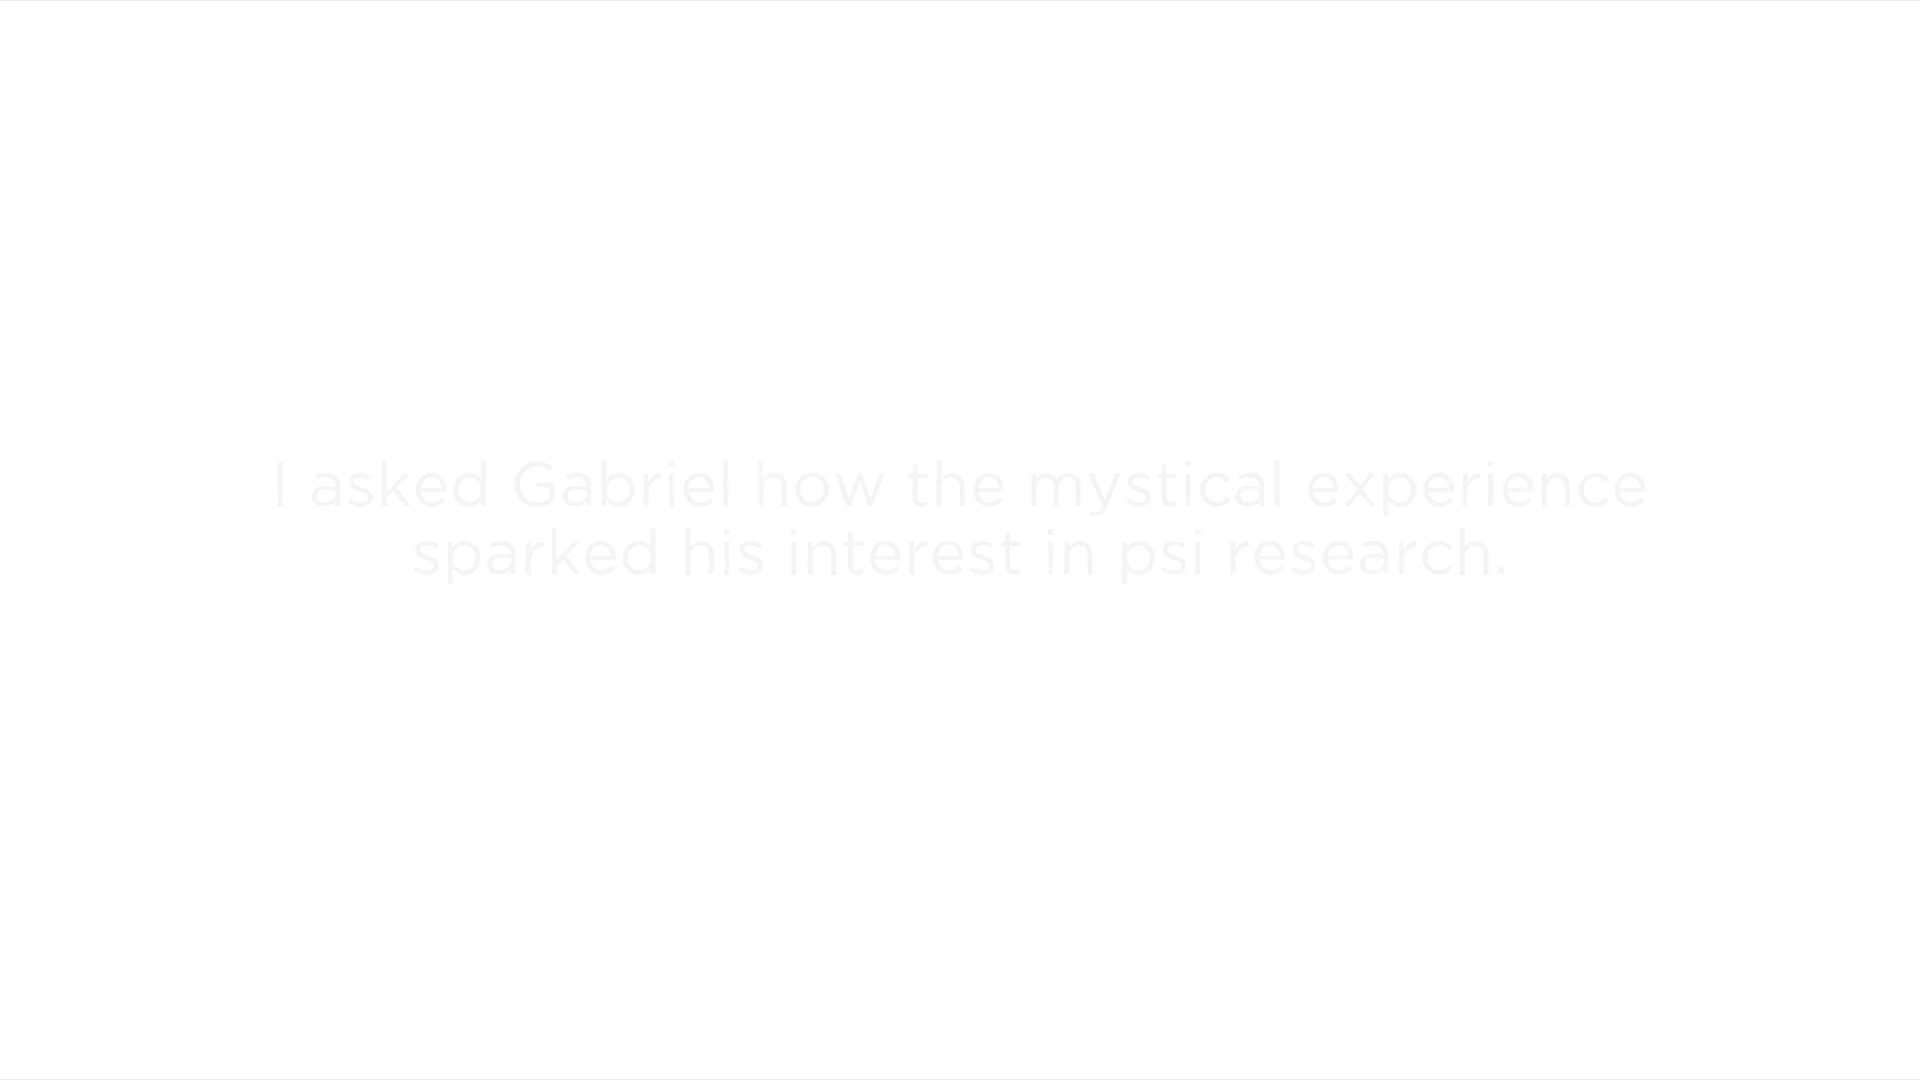 I asked Gabriel how the mystical experience
sparked his interest in psi research.